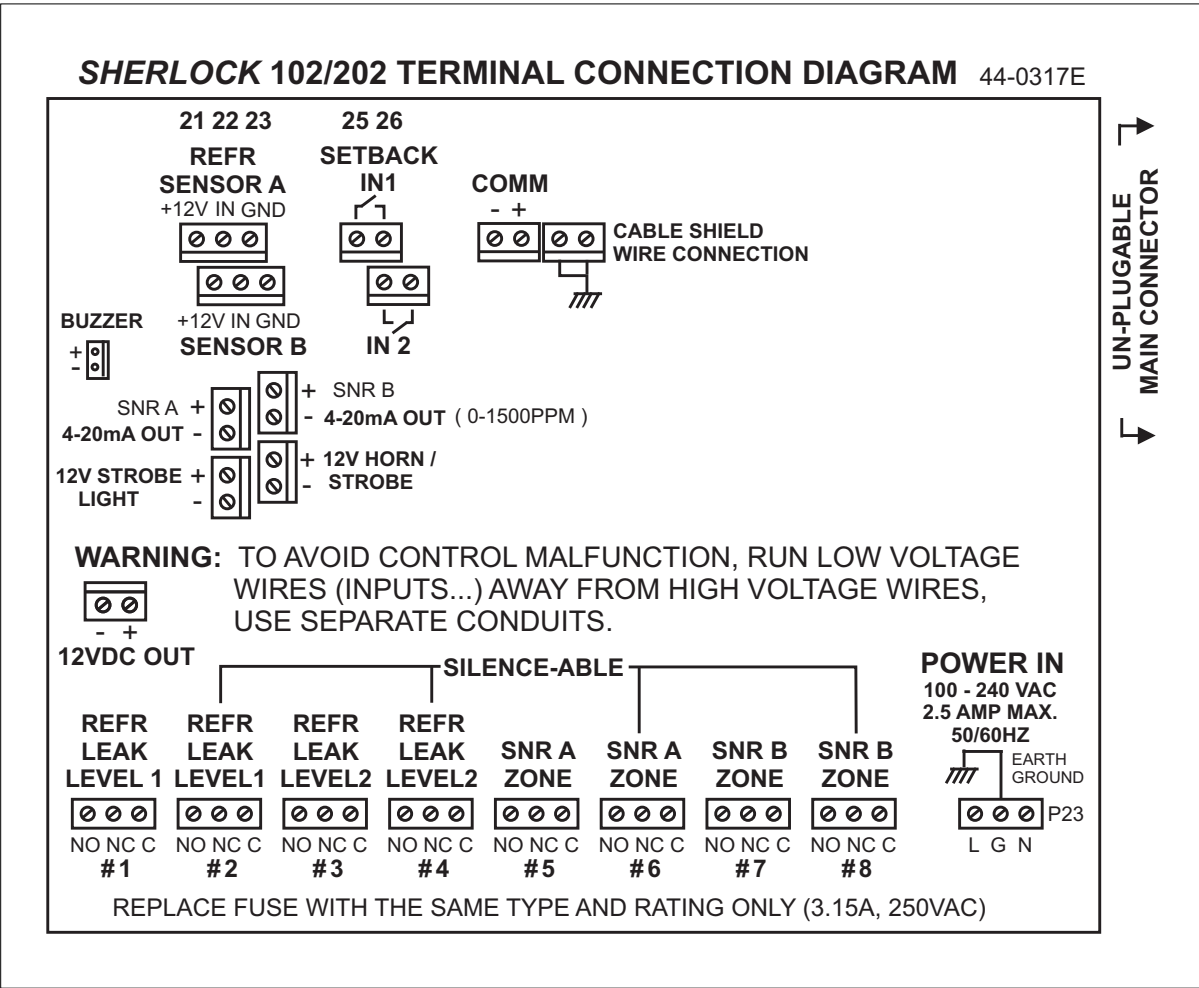 SHERLOCK 102/202 TERMINAL CONNECTION DIAGRAM 44-0317E
21 22 23
REFR
SENSOR A
+12V IN GND
+12V IN GND
SENSOR B
25 26
SETBACK
IN1
IN 2
COMM
- +
CABLE SHIELD
WIRE CONNECTION
UN-PLUGABLE
MAIN CONNECTOR
BUZZER
+
-
SNR A +
4-20mA OUT -
+ SNR B
- 4-20mA OUT ( 0-1500PPM )
12V STROBE +
LIGHT -
+ 12V HORN /
- STROBE
WARNING: TO AVOID CONTROL MALFUNCTION, RUN LOW VOLTAGE
WIRES (INPUTS...) AWAY FROM HIGH VOLTAGE WIRES,
USE SEPARATE CONDUITS.
- +
12VDC OUT
SILENCE-ABLE
REFR
LEAK
LEVEL 1
NO NC C
#1
REFR
LEAK
LEVEL1
NO NC C
#2
REFR
LEAK
LEVEL2
NO NC C
#3
REFR
LEAK
LEVEL2
NO NC C
#4
SNR A
ZONE
NO NC C
#5
SNR A
ZONE
NO NC C
#6
SNR B
ZONE
NO NC C
#7
SNR B
ZONE
NO NC C
#8
POWER IN
100 - 240 VAC
2.5 AMP MAX.
50/60HZ
EARTH
GROUND
P23
L G N
REPLACE FUSE WITH THE SAME TYPE AND RATING ONLY (3.15A, 250VAC)